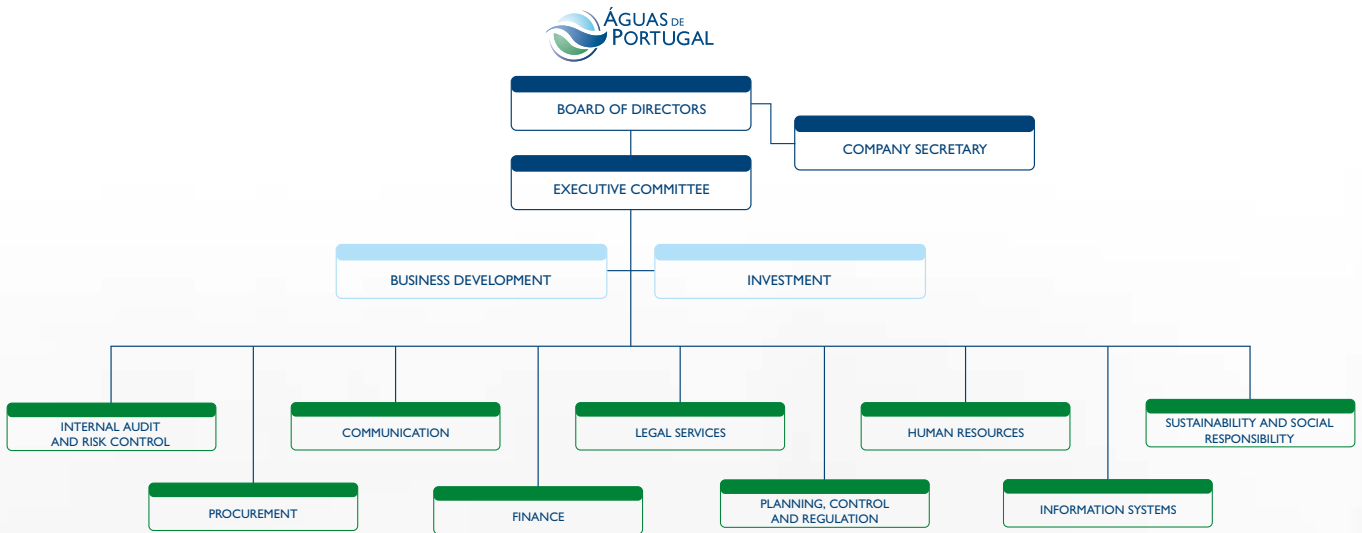 ÁGUAS DE
PORTUGAL
BOARD OF DIRECTORS
COMPANY SECRETARY
EXECUTIVE COMMITTEE
BUSINESS DEVELOPMENT
INVESTMENT
INTERNAL AUDIT
AND RISK CONTROL
COMMUNICATION
LEGAL SERVICES
HUMAN RESOURCES
SUSTAINABILITY AND SOCIAL
RESPONSIBILITY
PROCUREMENT
FINANCE
PLANNING, CONTROL
AND REGULATION
INFORMATION SYSTEMS